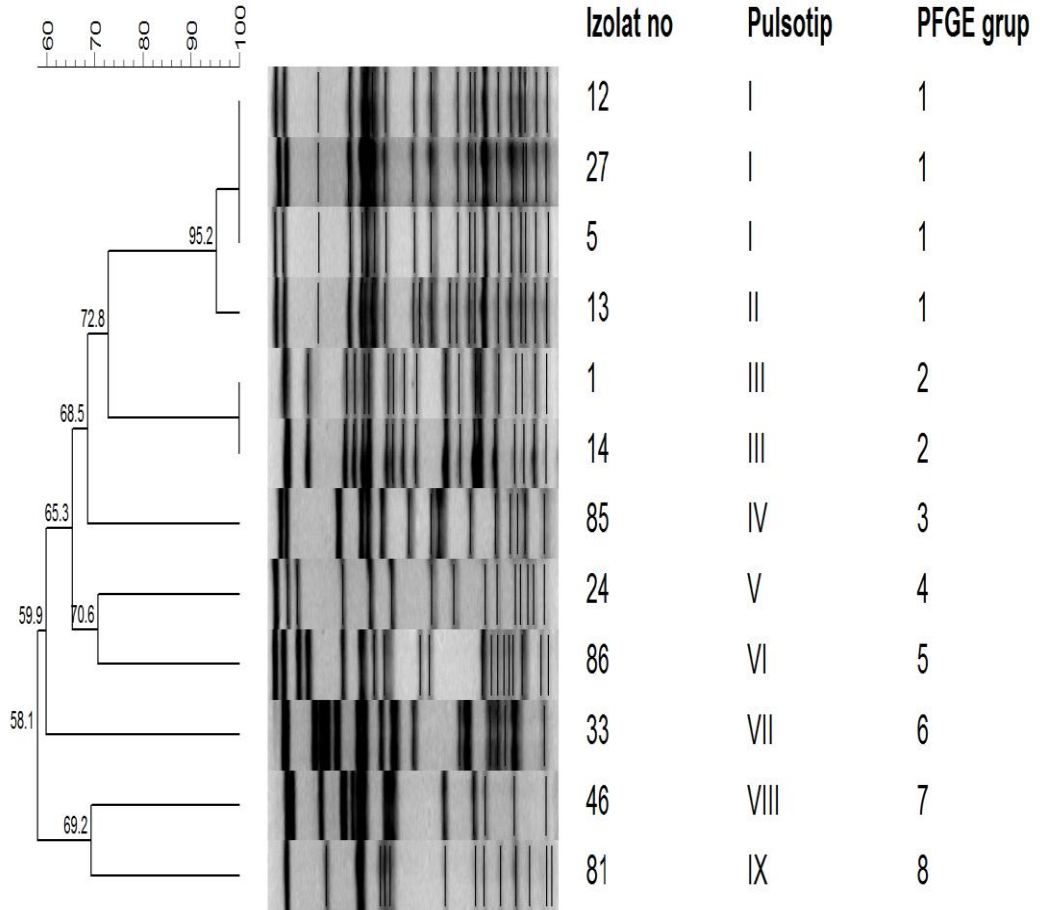 60 70 80 90 100
Izolat no Pulsotip PFGE grup
12 I 1
27 I 1
95.2 5 I 1
72.8 13 II 1
1 III 2
68.5 14 III 2
65.3 85 IV 3
59.9 70.6 24 V 4
86 VI 5
58.1 33 VII 6
69.2 46 VIII 7
81 IX 8